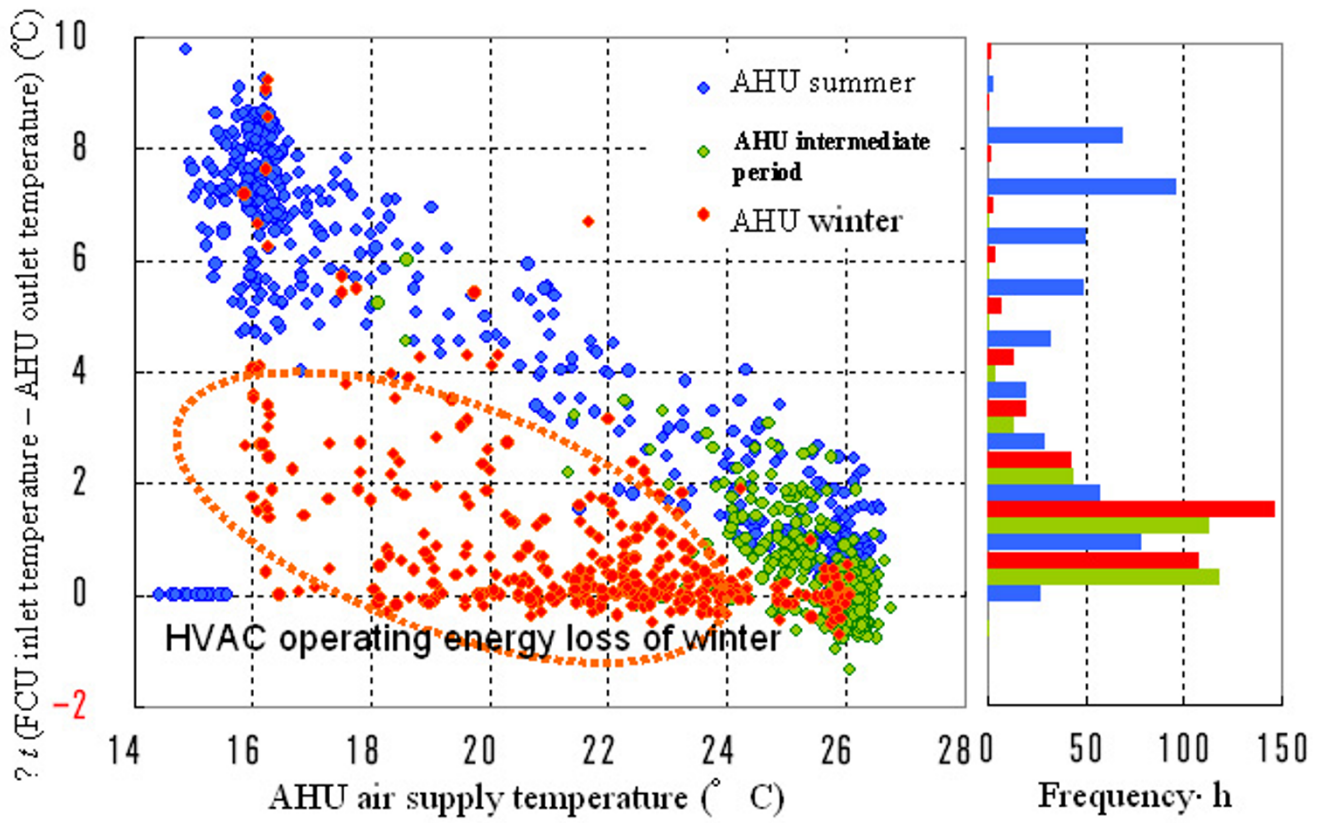 ? t (FCU inlet temperature – AHU outlet temperature) (°C)
10
8
6
4
2
0
−2
AHU summer
AHU intermediate
period
AHU winter
HVAC operating energy loss of winter
14 16 18 20 22 24 26 28
AHU air supply temperature (° C)
0 50 100 150
Frequency· h